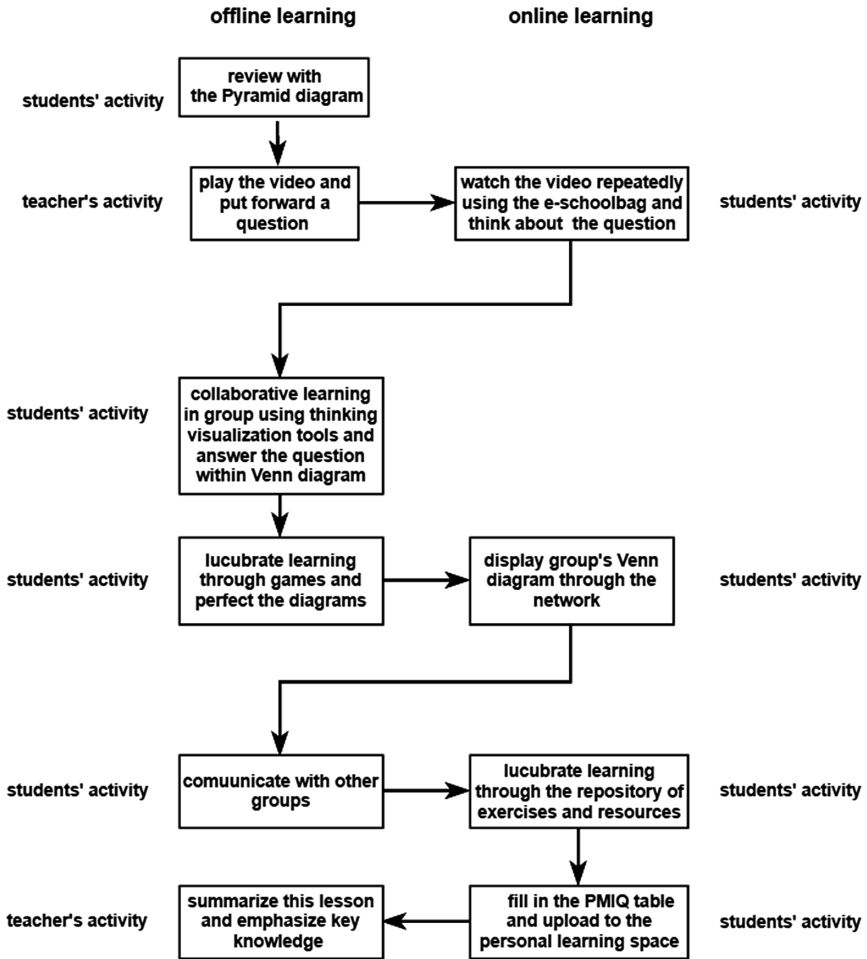 offline learning
online learning
students' activity
review with
the Pyramid diagram
teacher's activity
play the video and
put forward a
question
watch the video repeatedly
using the e-schoolbag and
think about the question
students' activity
students' activity
collaborative learning
in group using thinking
visualization tools and
answer the question
within Venn diagram
students' activity
lucubrate learning
through games and
perfect the diagrams
display group's Venn
diagram through the
network
students' activity
students' activity
comuunicate with other
groups
lucubrate learning
through the repository of
exercises and resources
students' activity
teacher's activity
summarize this lesson
and emphasize key
knowledge
fill in the PMIQ table
and upload to the
personal learning space
students' activity